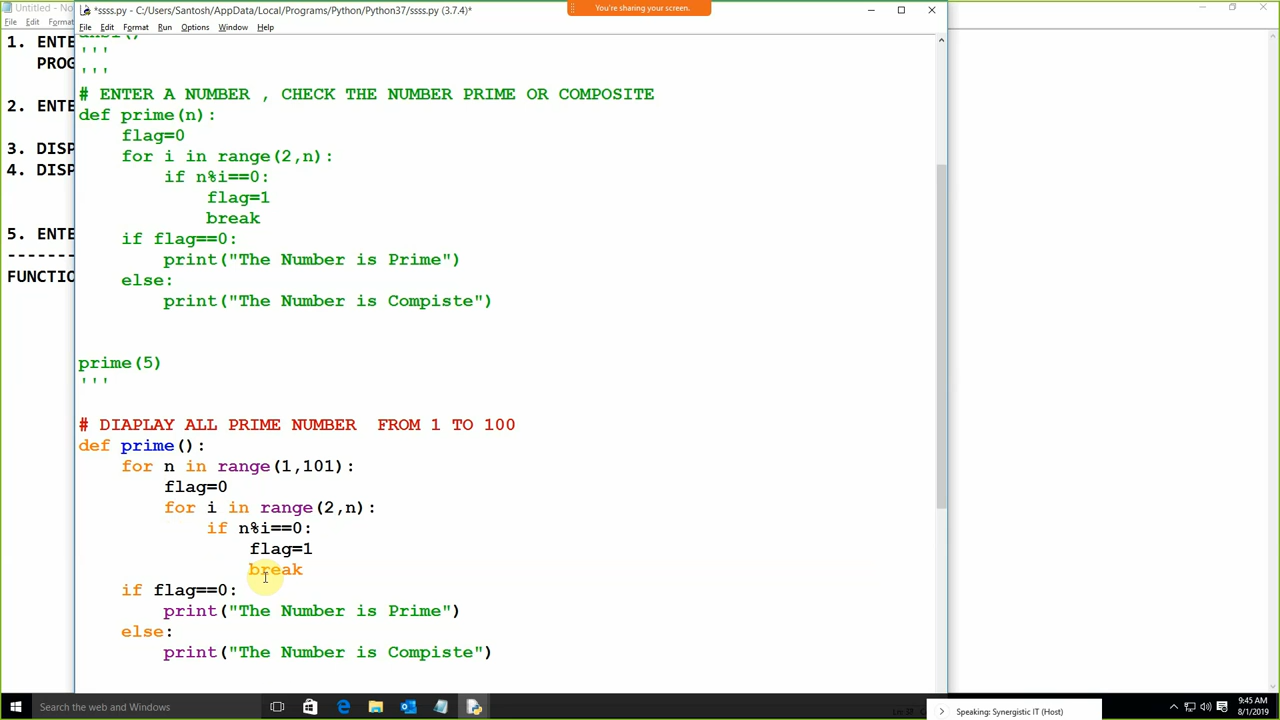 *ssss.py - C:/Users/Santosh/AppData/Local/Programs/Python/Python37/ssss.py (3.7.4)*
You're sharing your screen.
Untitled - No
File Edit Format
File Edit Format Run Options Window Help
1. ENTE
PROG
2. ENTE
3. DISP
4. DISP
5. ENTE
-------
FUNCTIO
'''
'''
# ENTER A NUMBER , CHECK THE NUMBER PRIME OR COMPOSITE
def prime(n):
    flag=0
    for i in range(2,n):
        if n%i==0:
            flag=1
            break
    if flag==0:
        print("The Number is Prime")
    else:
        print("The Number is Compiste")
prime(5)
'''
# DIAPLAY ALL PRIME NUMBER  FROM 1 TO 100
def prime():
    for n in range(1,101):
        flag=0
        for i in range(2,n):
            if n%i==0:
                flag=1
                break
    if flag==0:
        print("The Number is Prime")
    else:
        print("The Number is Compiste")
Search the web and Windows
Speaking: Synergistic IT (Host)
9:45 AM
8/1/2019